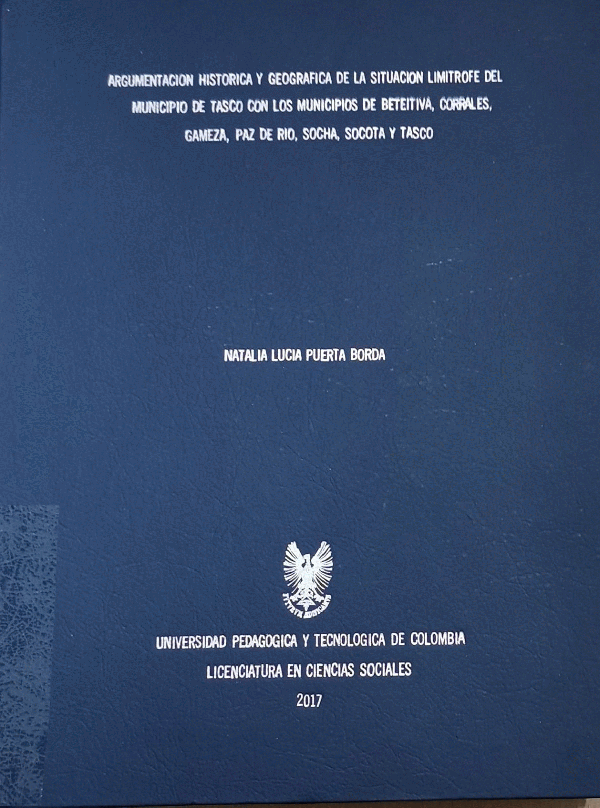 ARGUMENTACION HISTORICA Y GEOGRAFICA DE LA SITUACION LIMITROFE DEL
MUNICIPIO DE TASCO CON LOS MUNICIPIOS DE BETEITIVA, CORRALES,
GAMEZA, PAZ DE RIO, SOCHA, SOCOTA Y TASCO
NATALIA LUCIA PUERTA BORDA
UNIVERSIDAD PEDAGOGICA Y TECNOLOGICA DE COLOMBIA
LICENCIATURA EN CIENCIAS SOCIALES
2017